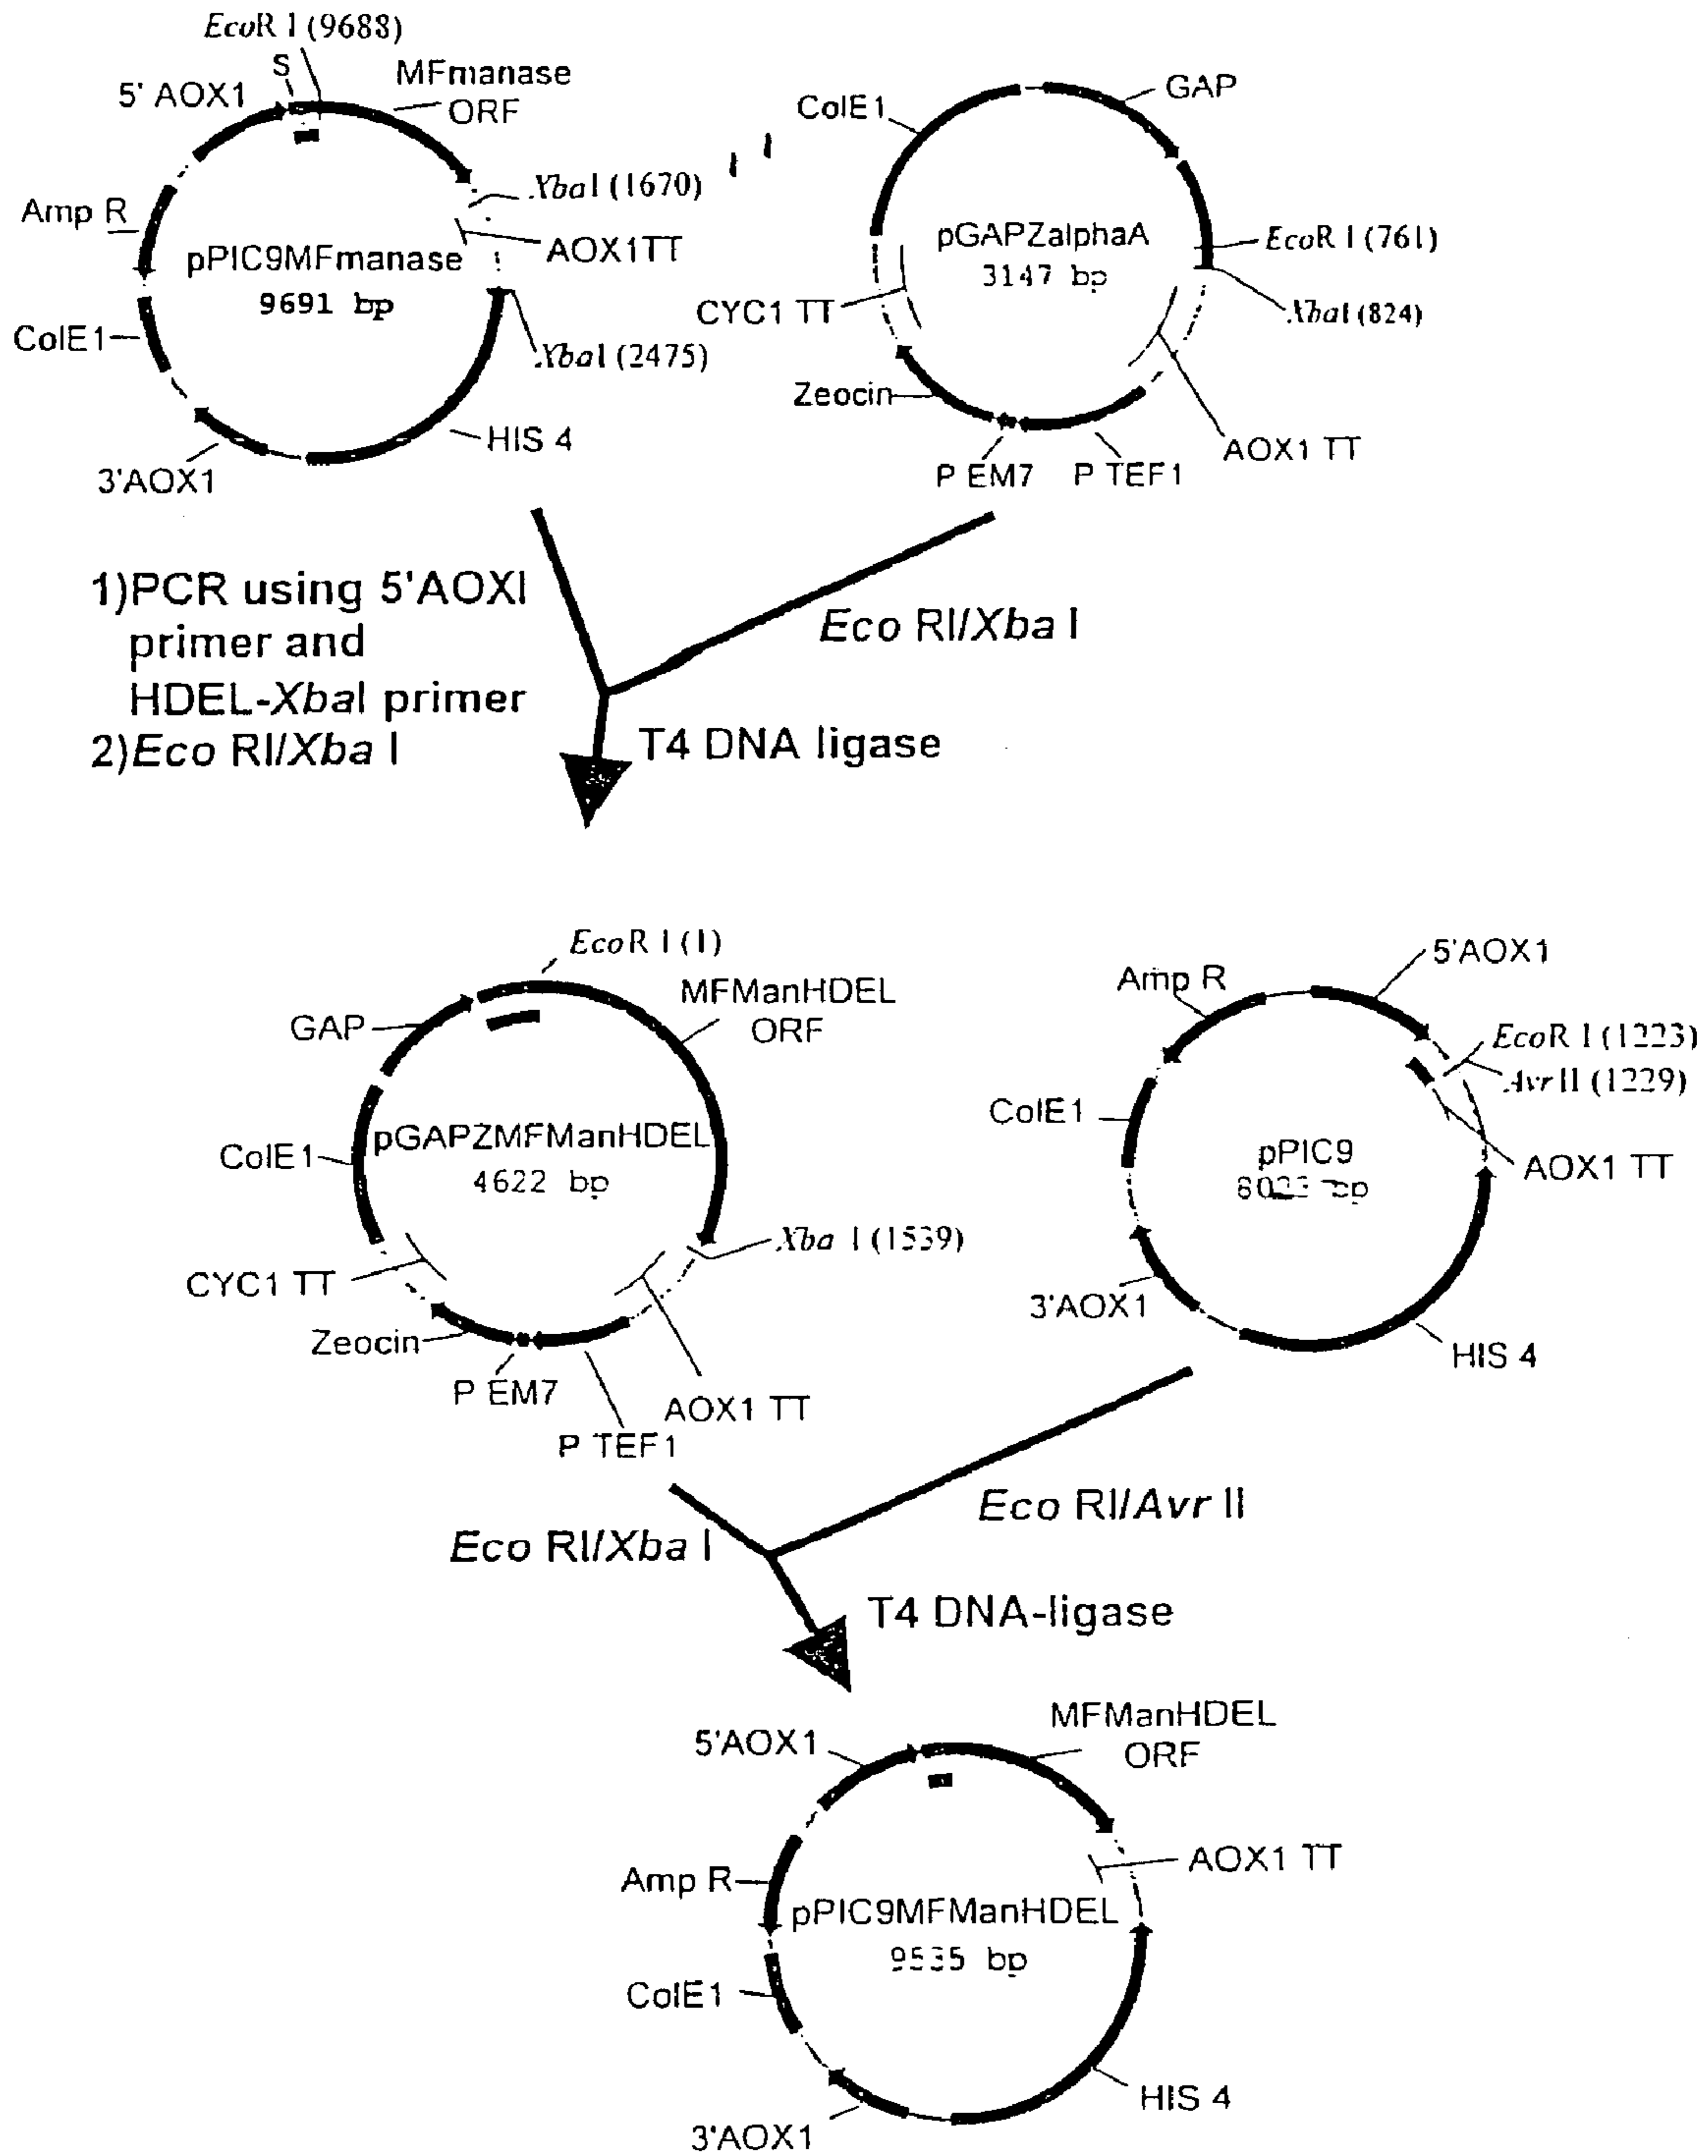 EcoR I (9688)
S
5' AOX1
MFmanase
ORF
Amp R
XbaI (1670)
AOX1TT
pPIC9MFmanase
9691 bp
ColE1
XbaI (2475)
HIS 4
3'AOX1
ColE1
GAP
pGAPZalphaA
3147 bp
EcoR I (761)
XbaI (824)
CYC1 TT
Zeocin
P EM7
P TEF1
AOX1 TT
1)PCR using 5'AOXI
primer and
HDEL-XbaI primer
2)Eco RI/Xba I
Eco RI/Xba I
T4 DNA ligase
EcoR I (1)
GAP
MFManHDEL
ORF
ColE1
pGAPZMFManHDEL
4622 bp
Xba I (1539)
CYC1 TT
Zeocin
P EM7
P TEF1
AOX1 TT
5'AOX1
Amp R
EcoR I (1223)
Avr II (1229)
ColE1
pPIC9
bp
AOX1 TT
3'AOX1
HIS 4
Eco RI/Xba I
Eco RI/Avr II
T4 DNA-ligase
5'AOX1
MFManHDEL
ORF
Amp R
AOX1 TT
pPIC9MFManHDEL
9535 bp
ColE1
HIS 4
3'AOX1